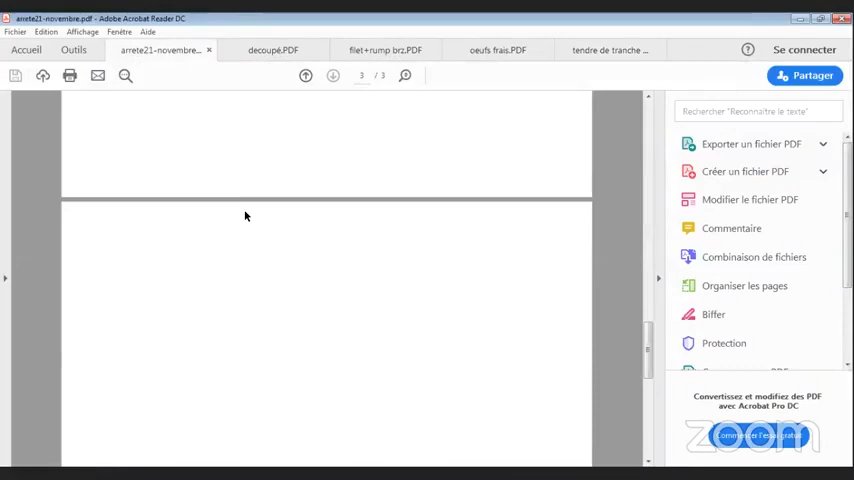 arrete21-novembre.pdf - Adobe Acrobat Reader DC
Fichier Edition Affichage Fenêtre Aide
Accueil Outils arrete21-novembre... × decoupé.PDF filet+rump brz.PDF oeufs frais.PDF tendre de tranche ... Se connecter
3 / 3 Partager
Rechercher "Reconnaître le texte"
Exporter un fichier PDF
Créer un fichier PDF
Modifier le fichier PDF
Commentaire
Combinaison de fichiers
Organiser les pages
Biffer
Protection
Convertissez et modifiez des PDF
avec Acrobat Pro DC
Commencer l'essai gratuit
zoom